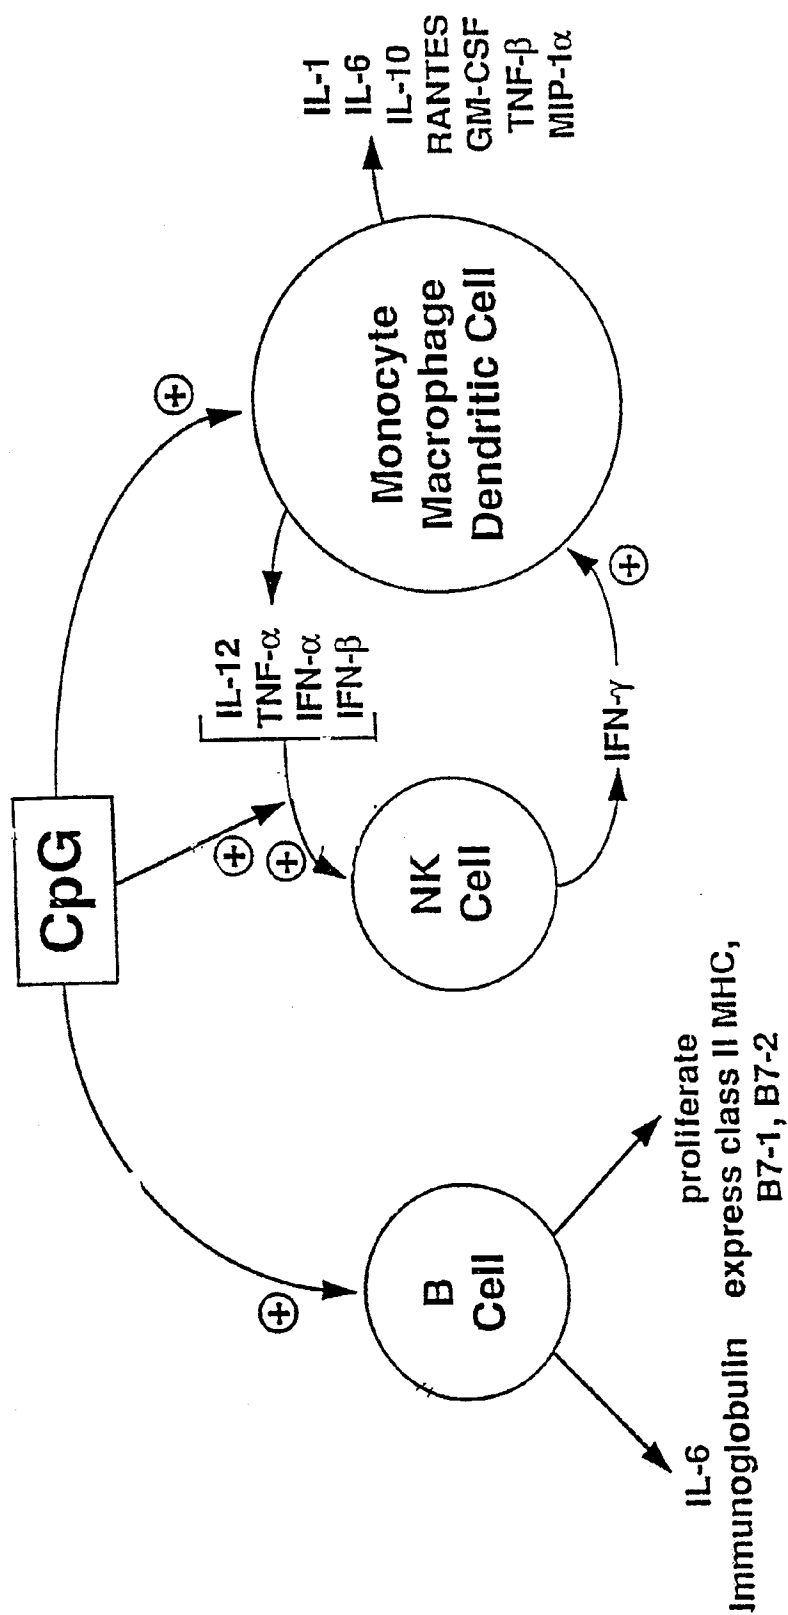 CpG
⊕
⊕
⊕
⊕
B
Cell
IL-6
Immunoglobulin
proliferate
express class II MHC,
B7-1, B7-2
IL-12
TNF-α
IFN-α
IFN-β
NK
Cell
IFN-γ
⊕
Monocyte
Macrophage
Dendritic Cell
IL-1
IL-6
IL-10
RANTES
GM-CSF
TNF-β
MIP-1α